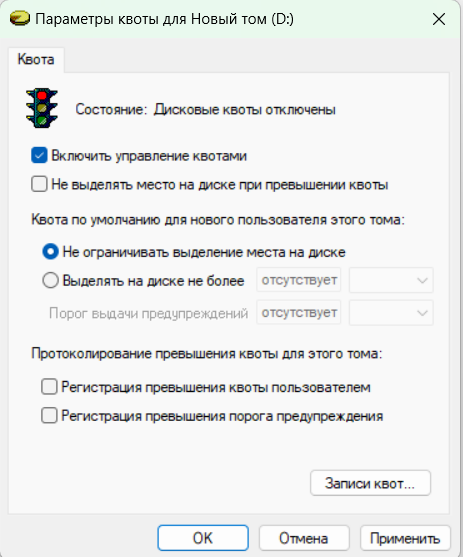 Параметры квоты для Новый том (D:)
Квота
Состояние: Дисковые квоты отключены
Включить управление квотами
Не выделять место на диске при превышении квоты
Квота по умолчанию для нового пользователя этого тома:
Не ограничивать выделение места на диске
Выделять на диске не более отсутствует
Порог выдачи предупреждений отсутствует
Протоколирование превышения квоты для этого тома:
Регистрация превышения квоты пользователем
Регистрация превышения порога предупреждения
Записи квот...
OK Отмена Применить